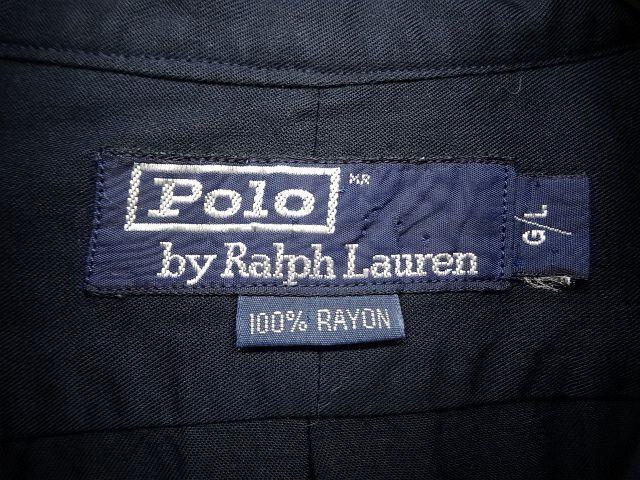 Polo MR
by Ralph Lauren
G/L
100% RAYON